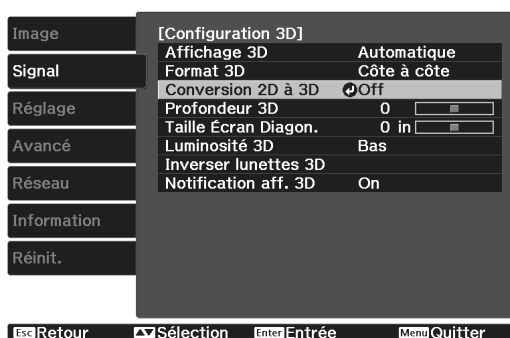 Image
Signal
Réglage
Avancé
Réseau
Information
Réinit.
[Configuration 3D]
Affichage 3D Automatique
Format 3D Côte à côte
Conversion 2D à 3D Off
Profondeur 3D 0
Taille Écran Diagon. 0 in
Luminosité 3D Bas
Inverser lunettes 3D
Notification aff. 3D On
Esc Retour Sélection Enter Entrée Menu Quitter